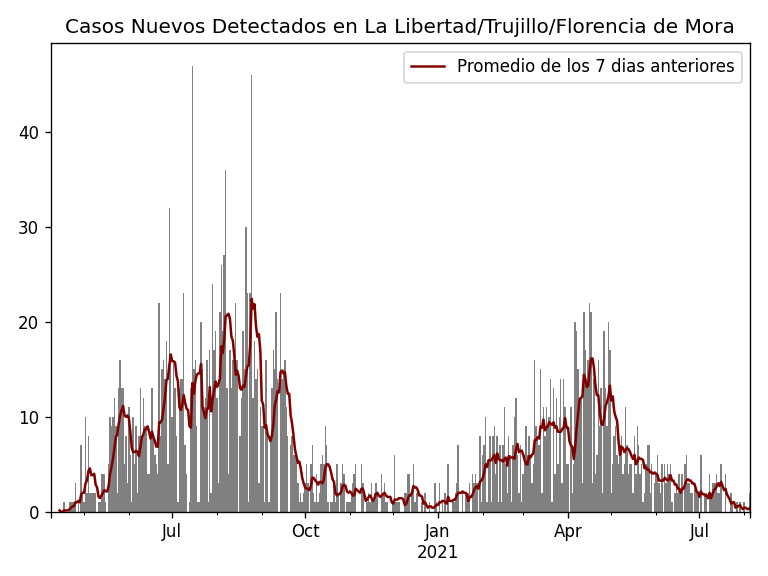 Casos Nuevos Detectados en La Libertad/Trujillo/Florencia de Mora
Promedio de los 7 dias anteriores
40
30
20
10
0
Jul
Oct
Jan
2021
Apr
Jul